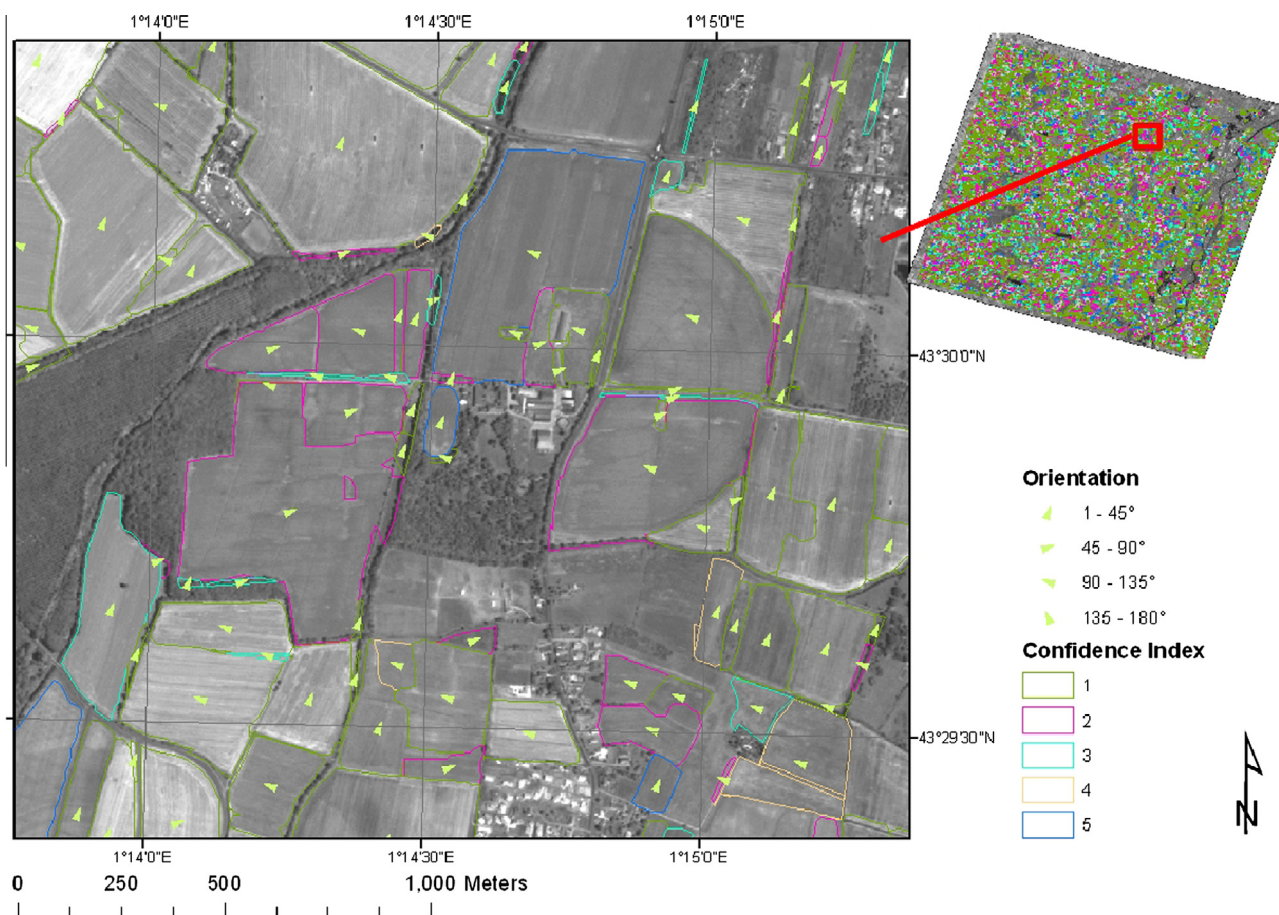 1°14'0"E
1°14'30"E
1°15'0"E
43°30'0"N
Orientation
1 - 45°
45 - 90°
90 - 135°
135 - 180°
Confidence Index
1
2
3
4
5
43°29'30"N
N
1°14'0"E
1°14'30"E
1°15'0"E
0 250 500 1,000 Meters